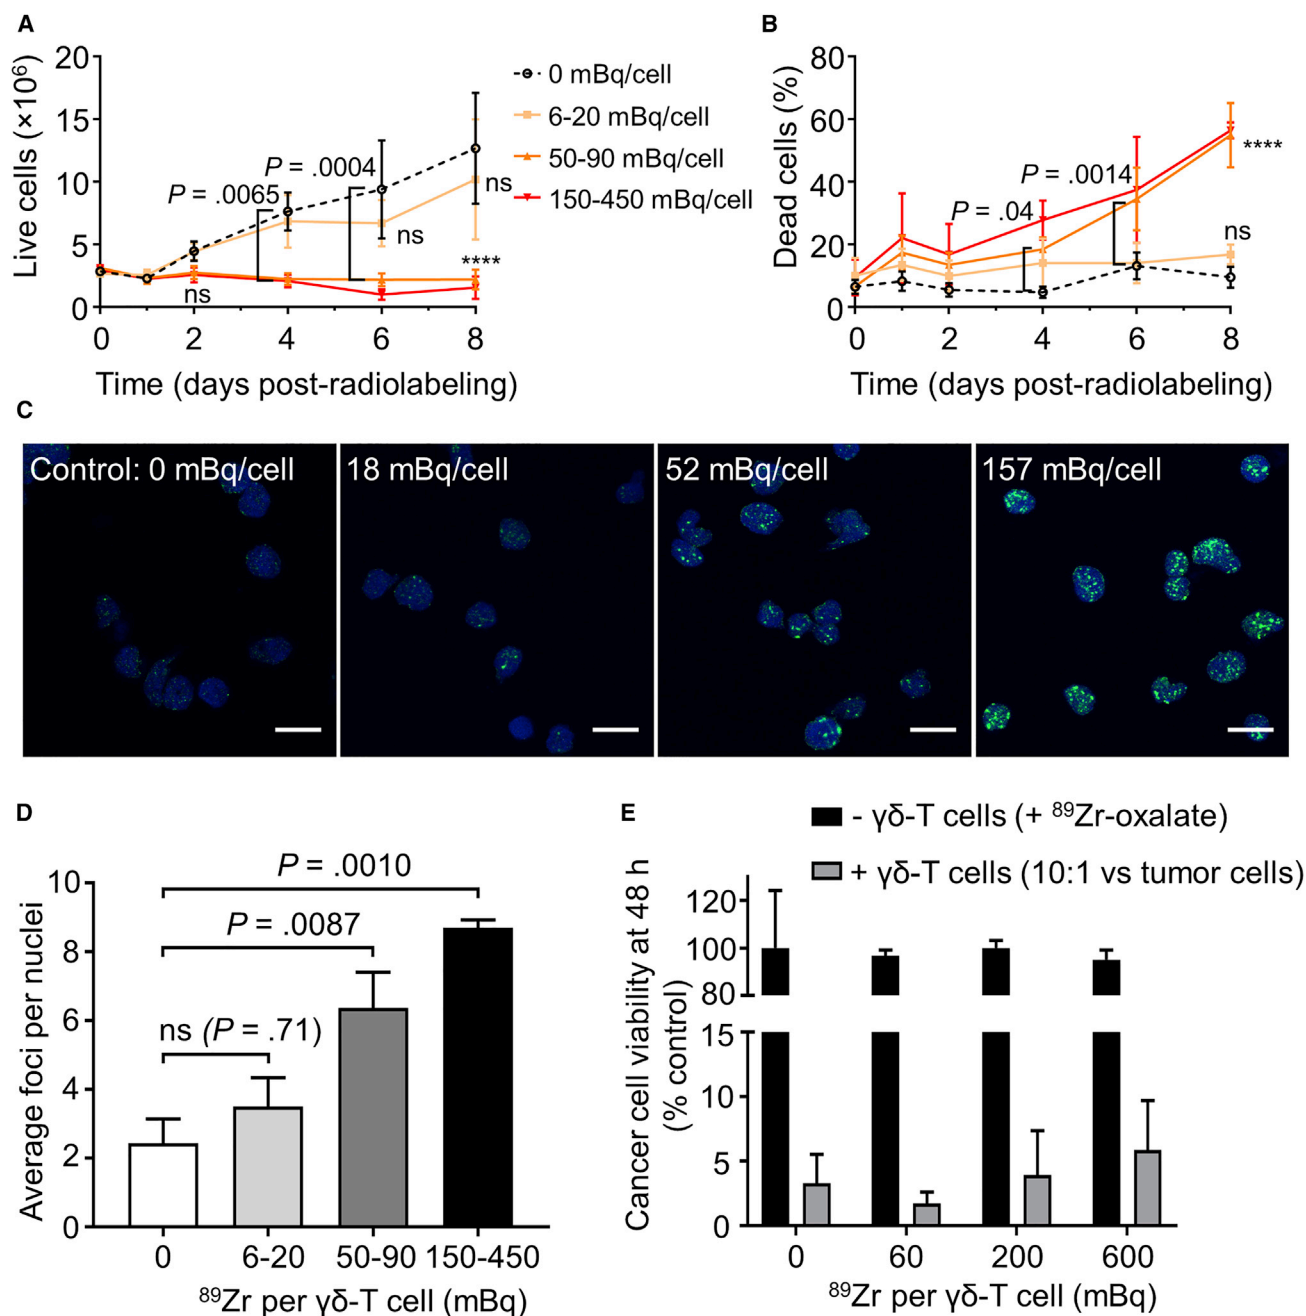 A
Live cells (×10⁶)
20
15
10
5
0
0 2 4 6 8
Time (days post-radiolabeling)
P = .0065
P = .0004
ns
ns
ns
****
0 mBq/cell
6-20 mBq/cell
50-90 mBq/cell
150-450 mBq/cell
B
Dead cells (%)
80
60
40
20
0
0 2 4 6 8
Time (days post-radiolabeling)
P = .04
P = .0014
****
ns
C
Control: 0 mBq/cell
18 mBq/cell
52 mBq/cell
157 mBq/cell
D
Average foci per nuclei
10
8
6
4
2
0
P = .0010
P = .0087
ns (P = .71)
0 6-20 50-90 150-450
⁸⁹Zr per γδ-T cell (mBq)
E
- γδ-T cells (+ ⁸⁹Zr-oxalate)
+ γδ-T cells (10:1 vs tumor cells)
Cancer cell viability at 48 h
(% control)
120
100
80
15
10
5
0
0 60 200 600
⁸⁹Zr per γδ-T cell (mBq)